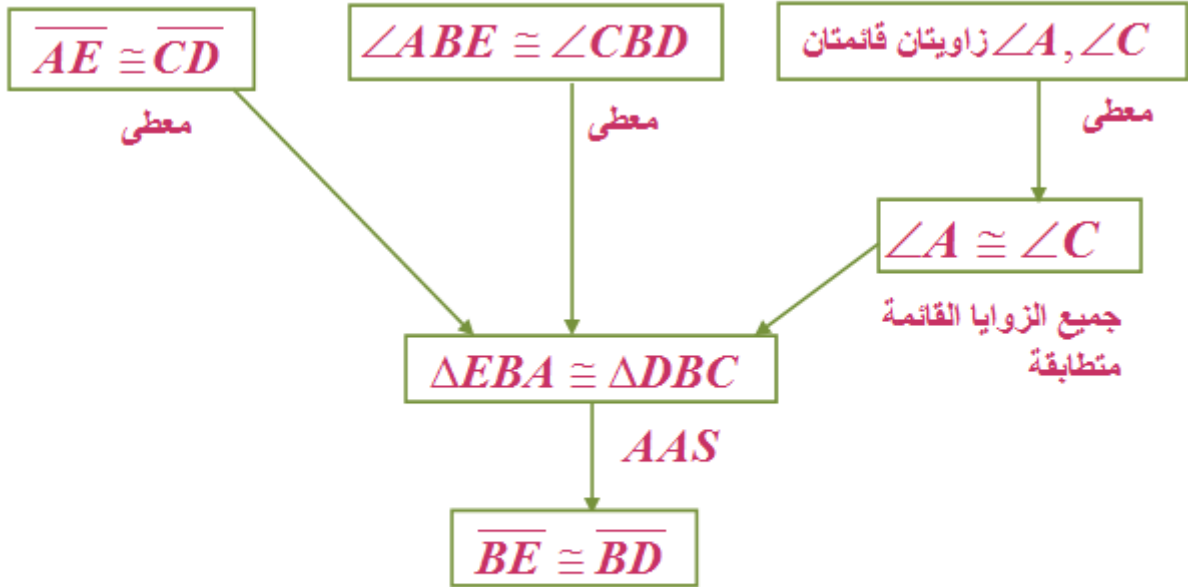 AE ≅ CD
معطى
∠ABE ≅ ∠CBD
معطى
∠A, ∠C زاويتان قائمتان
معطى
∠A ≅ ∠C
جميع الزوايا القائمة
متطابقة
ΔEBA ≅ ΔDBC
AAS
BE ≅ BD